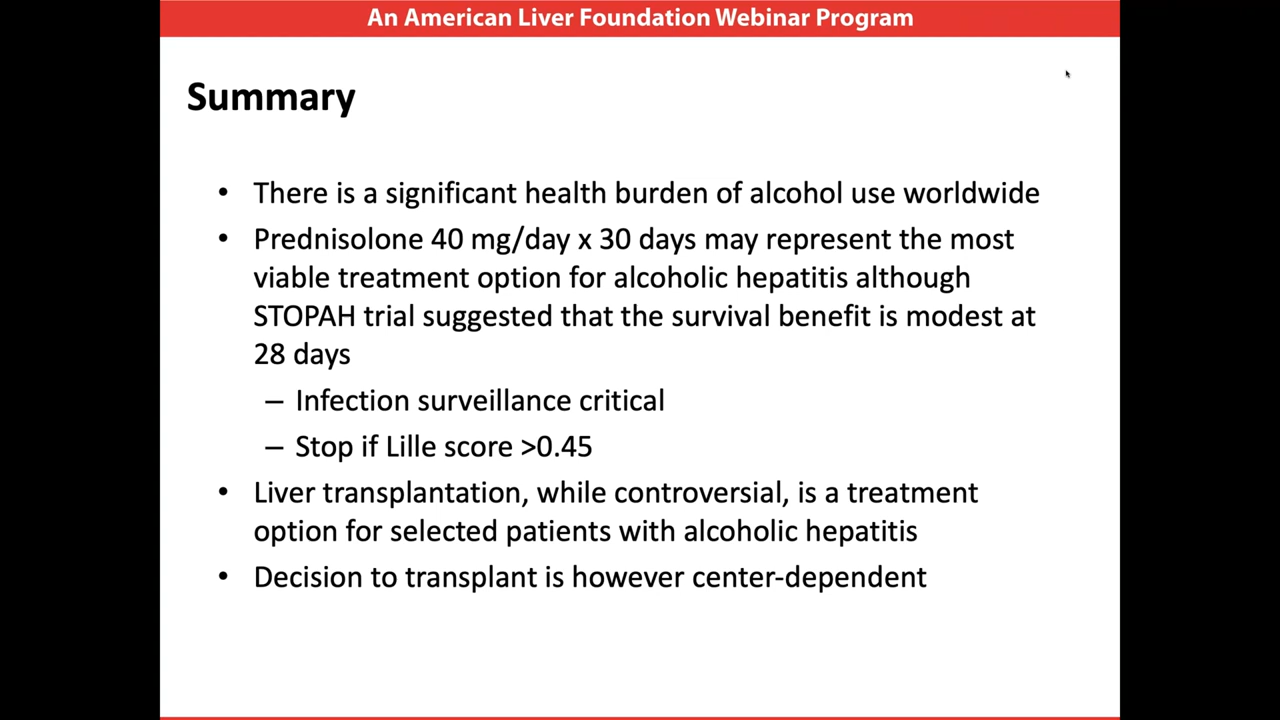 An American Liver Foundation Webinar Program
Summary
• There is a significant health burden of alcohol use worldwide
• Prednisolone 40 mg/day x 30 days may represent the most
viable treatment option for alcoholic hepatitis although
STOPAH trial suggested that the survival benefit is modest at
28 days
– Infection surveillance critical
– Stop if Lille score >0.45
• Liver transplantation, while controversial, is a treatment
option for selected patients with alcoholic hepatitis
• Decision to transplant is however center-dependent